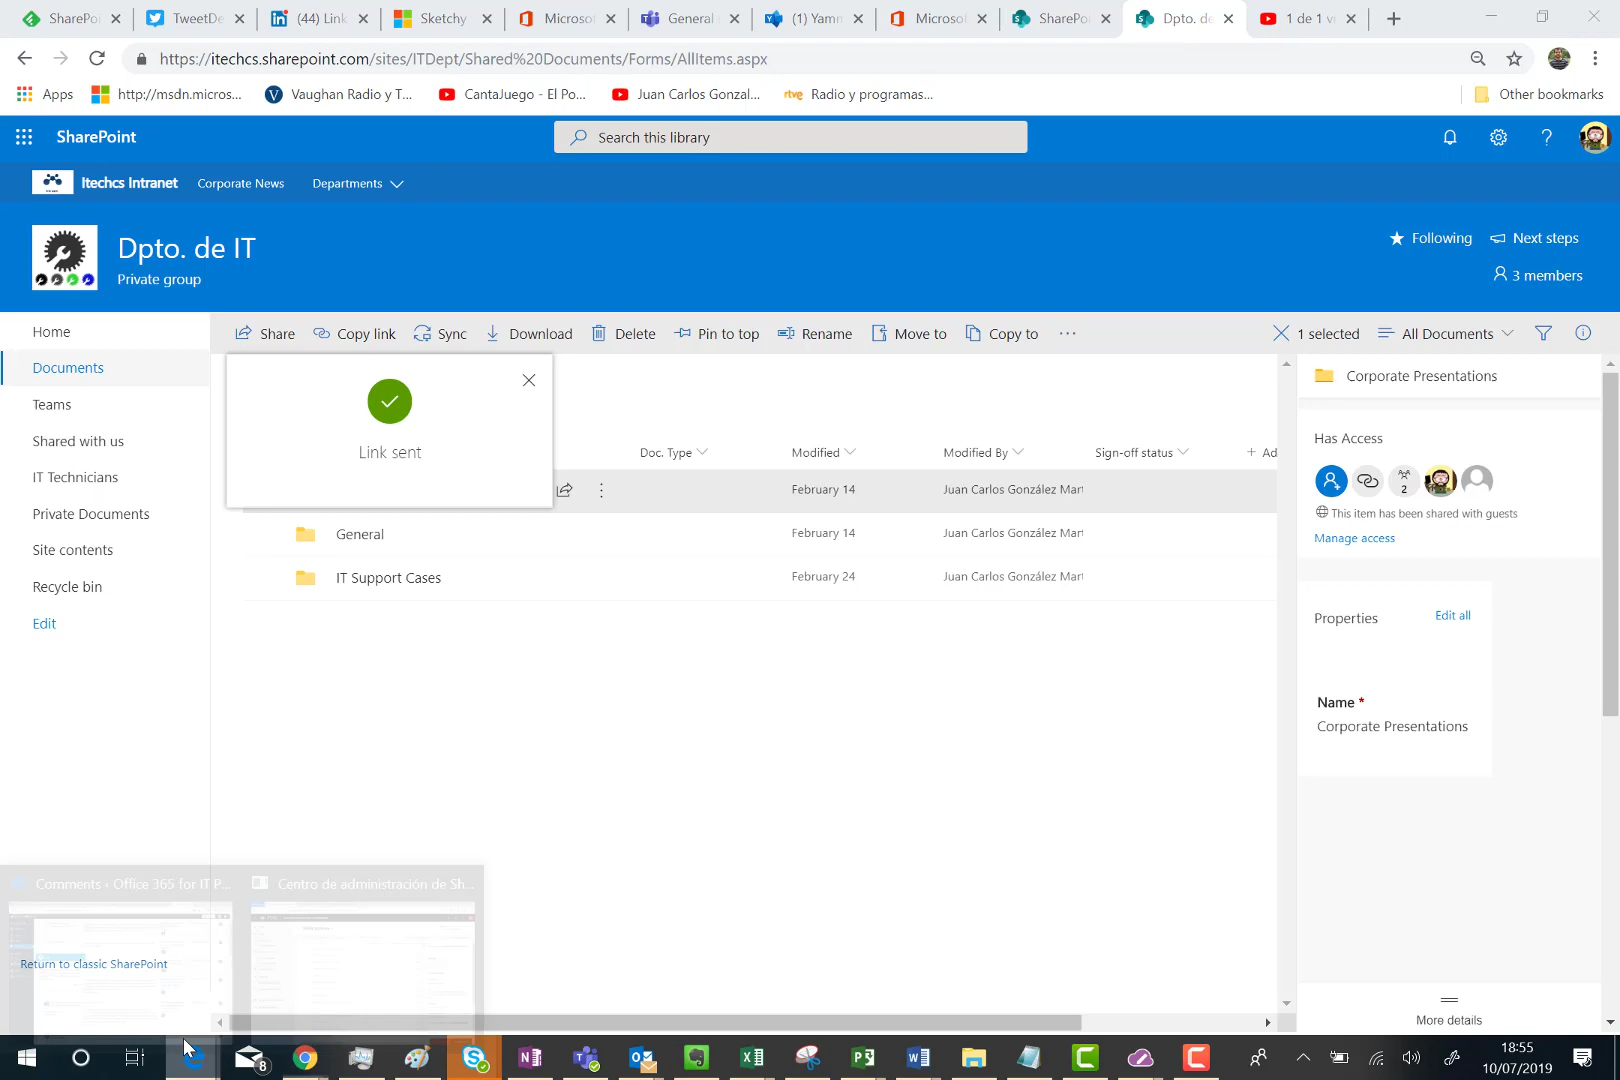 SharePoi
TweetDe
(44) Link
Sketchy
Microsof
General
(1) Yamn
Microsof
SharePoi
Dpto. de
1 de 1 vi
https://itechcs.sharepoint.com/sites/ITDept/Shared%20Documents/Forms/AllItems.aspx
Apps
http://msdn.micros...
Vaughan Radio y T...
CantaJuego - El Po...
Juan Carlos Gonzal...
rtve Radio y programas...
Other bookmarks
SharePoint
Search this library
Itechcs Intranet
Corporate News
Departments
Dpto. de IT
Private group
Following
Next steps
3 members
Home
Documents
Teams
Shared with us
IT Technicians
Private Documents
Site contents
Recycle bin
Edit
Share
Copy link
Sync
Download
Delete
Pin to top
Rename
Move to
Copy to
1 selected
All Documents
Link sent
Doc. Type
Modified
Modified By
Sign-off status
+ Ad
February 14
Juan Carlos González Mart
General
February 14
Juan Carlos González Mart
IT Support Cases
February 24
Juan Carlos González Mart
Corporate Presentations
Has Access
2
This item has been shared with guests
Manage access
Properties
Edit all
Name *
Corporate Presentations
More details
Comments ‹ Office 365 for IT P...
Centro de administración de Sh...
Return to classic SharePoint
8
18:55
10/07/2019